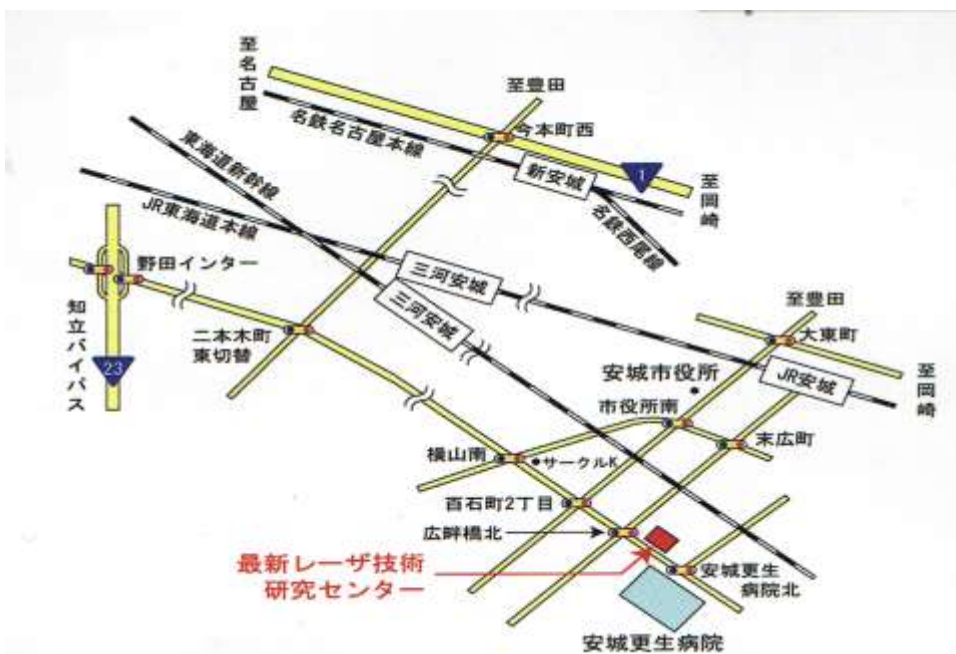 至名古屋
至豊田
今本町西
名鉄名古屋本線
新安城
1
至岡崎
名鉄西尾線
東海道新幹線
JR東海道本線
野田インター
三河安城
三河安城
至豊田
大東町
知立バイパス
23
二本木町
東切替
安城市役所
JR安城
至岡崎
市役所南
末広町
横山南
サークルK
百石町2丁目
広畔橋北
最新レーザ技術
研究センター
安城更生
病院北
安城更生病院